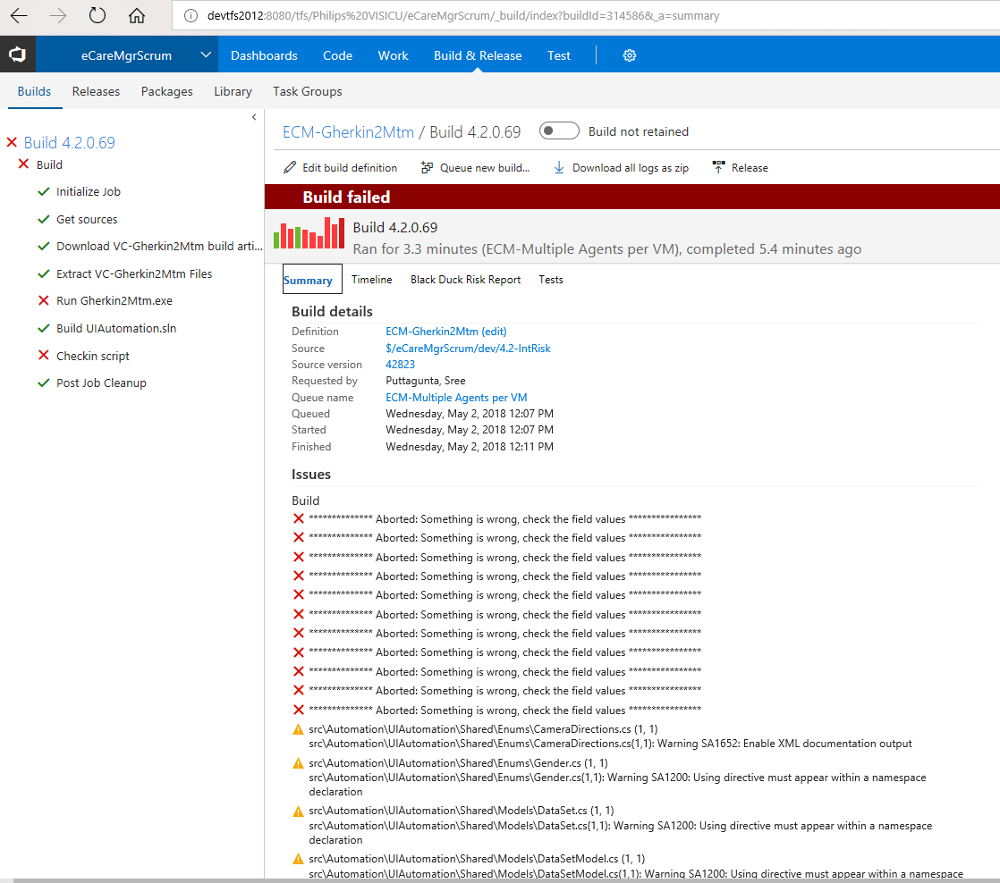 devtfs2012:8080/tfs/Philips%20VISICU/eCareMgrScrum/_build/index?buildId=314586&_a=summary
eCareMgrScrum Dashboards Code Work Build & Release Test
Builds Releases Packages Library Task Groups
Build 4.2.0.69
Build
Initialize Job
Get sources
Download VC-Gherkin2Mtm build arti...
Extract VC-Gherkin2Mtm Files
Run Gherkin2Mtm.exe
Build UIAutomation.sln
Checkin script
Post Job Cleanup
ECM-Gherkin2Mtm / Build 4.2.0.69 Build not retained
Edit build definition Queue new build... Download all logs as zip Release
Build failed
Build 4.2.0.69
Ran for 3.3 minutes (ECM-Multiple Agents per VM), completed 5.4 minutes ago
Summary Timeline Black Duck Risk Report Tests
Build details
Definition ECM-Gherkin2Mtm (edit)
Source $/eCareMgrScrum/dev/4.2-IntRisk
Source version 42823
Requested by Puttagunta, Sree
Queue name ECM-Multiple Agents per VM
Queued Wednesday, May 2, 2018 12:07 PM
Started Wednesday, May 2, 2018 12:07 PM
Finished Wednesday, May 2, 2018 12:11 PM
Issues
Build
************** Aborted: Something is wrong, check the field values ****************
************** Aborted: Something is wrong, check the field values ****************
************** Aborted: Something is wrong, check the field values ****************
************** Aborted: Something is wrong, check the field values ****************
************** Aborted: Something is wrong, check the field values ****************
************** Aborted: Something is wrong, check the field values ****************
************** Aborted: Something is wrong, check the field values ****************
************** Aborted: Something is wrong, check the field values ****************
************** Aborted: Something is wrong, check the field values ****************
************** Aborted: Something is wrong, check the field values ****************
************** Aborted: Something is wrong, check the field values ****************
src\Automation\UIAutomation\Shared\Enums\CameraDirections.cs (1, 1)
src\Automation\UIAutomation\Shared\Enums\CameraDirections.cs(1,1): Warning SA1652: Enable XML documentation output
src\Automation\UIAutomation\Shared\Enums\Gender.cs (1, 1)
src\Automation\UIAutomation\Shared\Enums\Gender.cs(1,1): Warning SA1200: Using directive must appear within a namespace
declaration
src\Automation\UIAutomation\Shared\Models\DataSet.cs (1, 1)
src\Automation\UIAutomation\Shared\Models\DataSet.cs(1,1): Warning SA1200: Using directive must appear within a namespace
declaration
src\Automation\UIAutomation\Shared\Models\DataSetModel.cs (1, 1)
src\Automation\UIAutomation\Shared\Models\DataSetModel.cs(1,1): Warning SA1200: Using directive must appear within a namespace